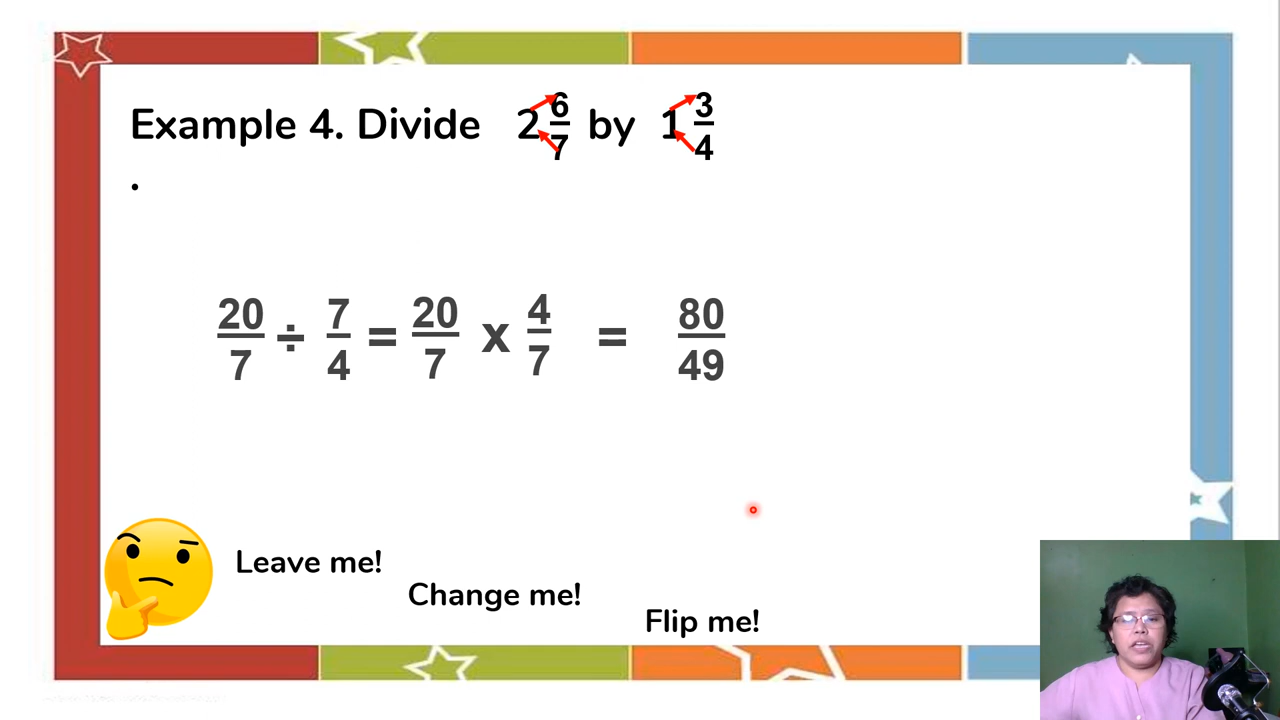 Example 4. Divide 2 6/7 by 1 3/4
.
20/7 ÷ 7/4 = 20/7 x 4/7 = 80/49
Leave me!
Change me!
Flip me!